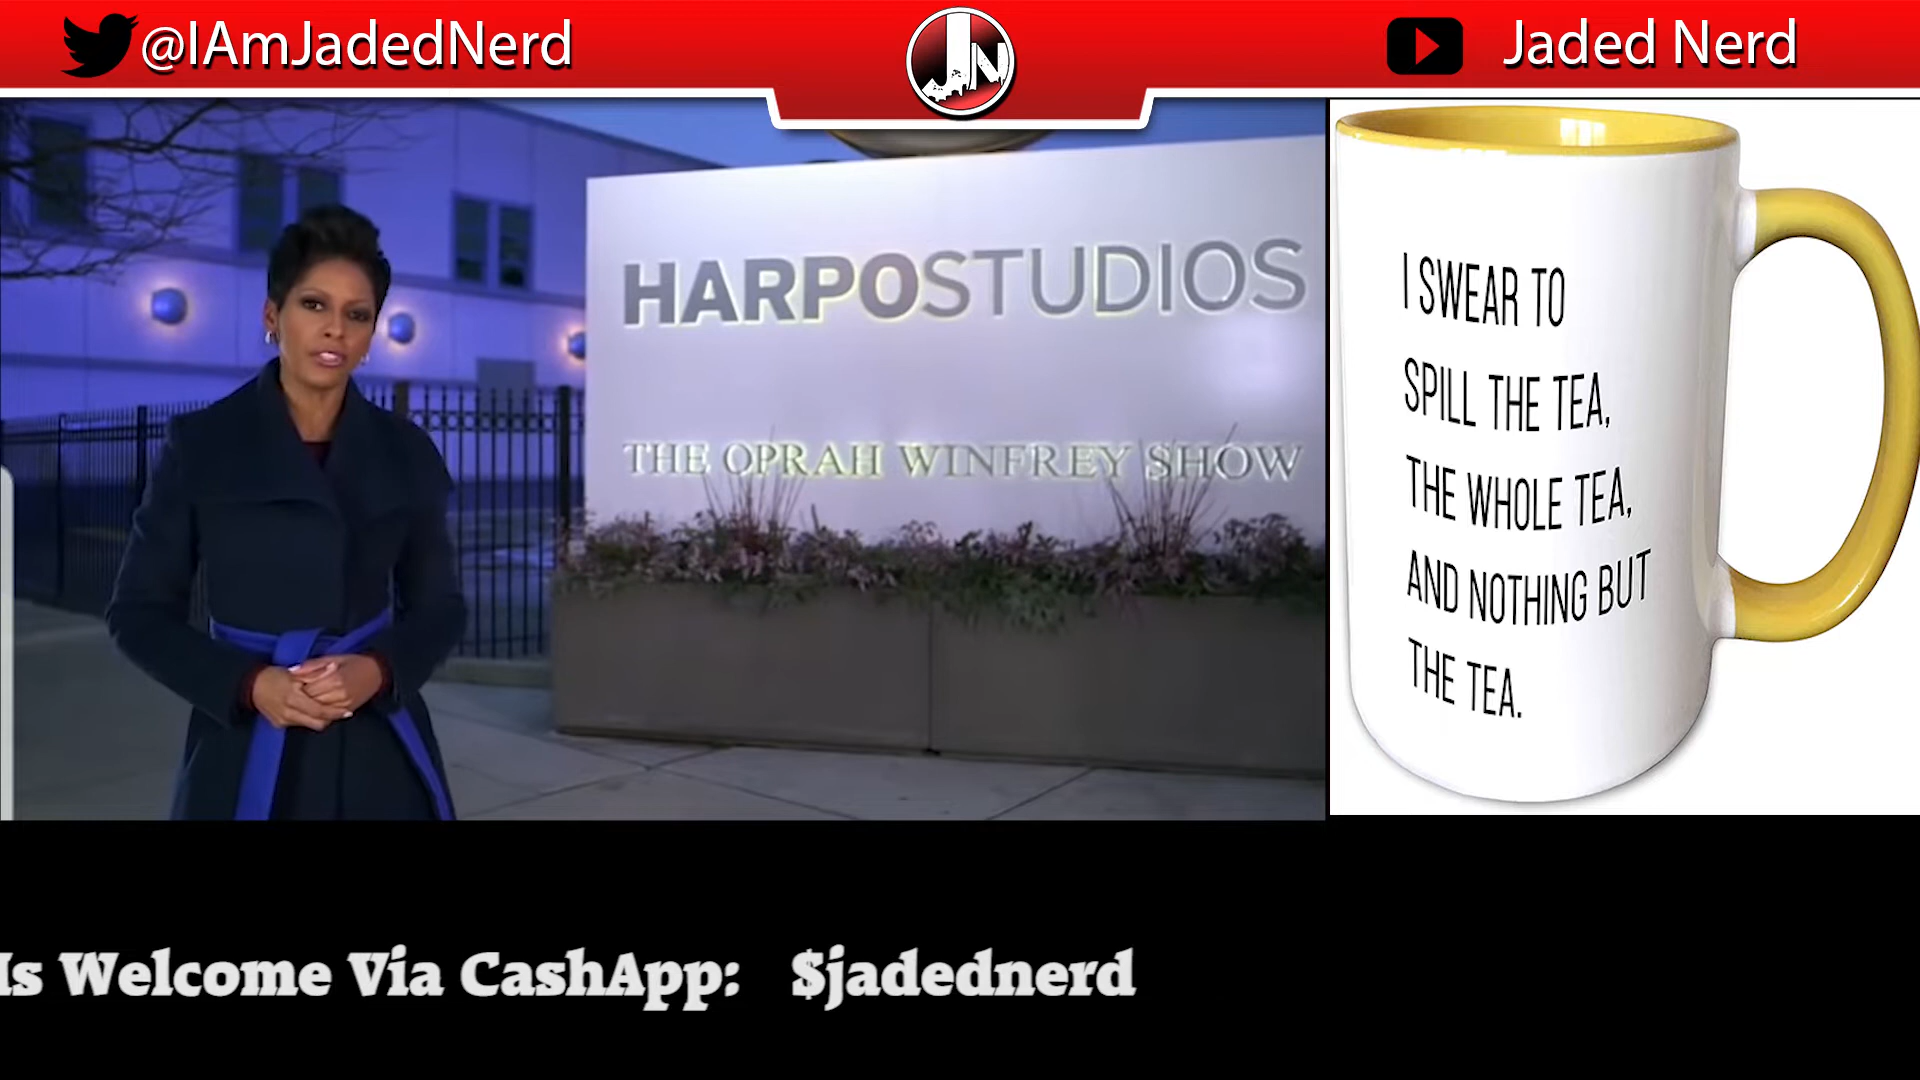 @IAmJadedNerd
JN
Jaded Nerd
HARPOSTUDIOS
THE OPRAH WINFREY SHOW
I SWEAR TO
SPILL THE TEA,
THE WHOLE TEA,
AND NOTHING BUT
THE TEA.
Is Welcome Via CashApp: $jadednerd